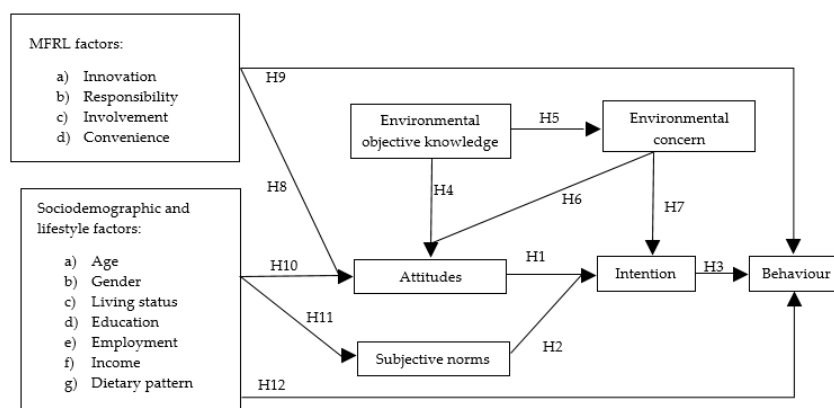 MFRL factors:
a) Innovation
b) Responsibility
c) Involvement
d) Convenience
H9
Environmental
objective knowledge
H5
Environmental
concern
H8
H4
H6
H7
Sociodemographic and
lifestyle factors:
a) Age
b) Gender
c) Living status
d) Education
e) Employment
f) Income
g) Dietary pattern
H10
Attitudes
H1
Intention
H3
Behaviour
H11
Subjective norms
H2
H12